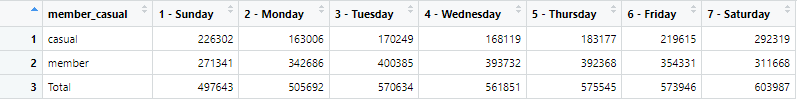 member_casual 1 - Sunday 2 - Monday 3 - Tuesday 4 - Wednesday 5 - Thursday 6 - Friday 7 - Saturday
1 casual 226302 163006 170249 168119 183177 219615 292319
2 member 271341 342686 400385 393732 392368 354331 311668
3 Total 497643 505692 570634 561851 575545 573946 603987